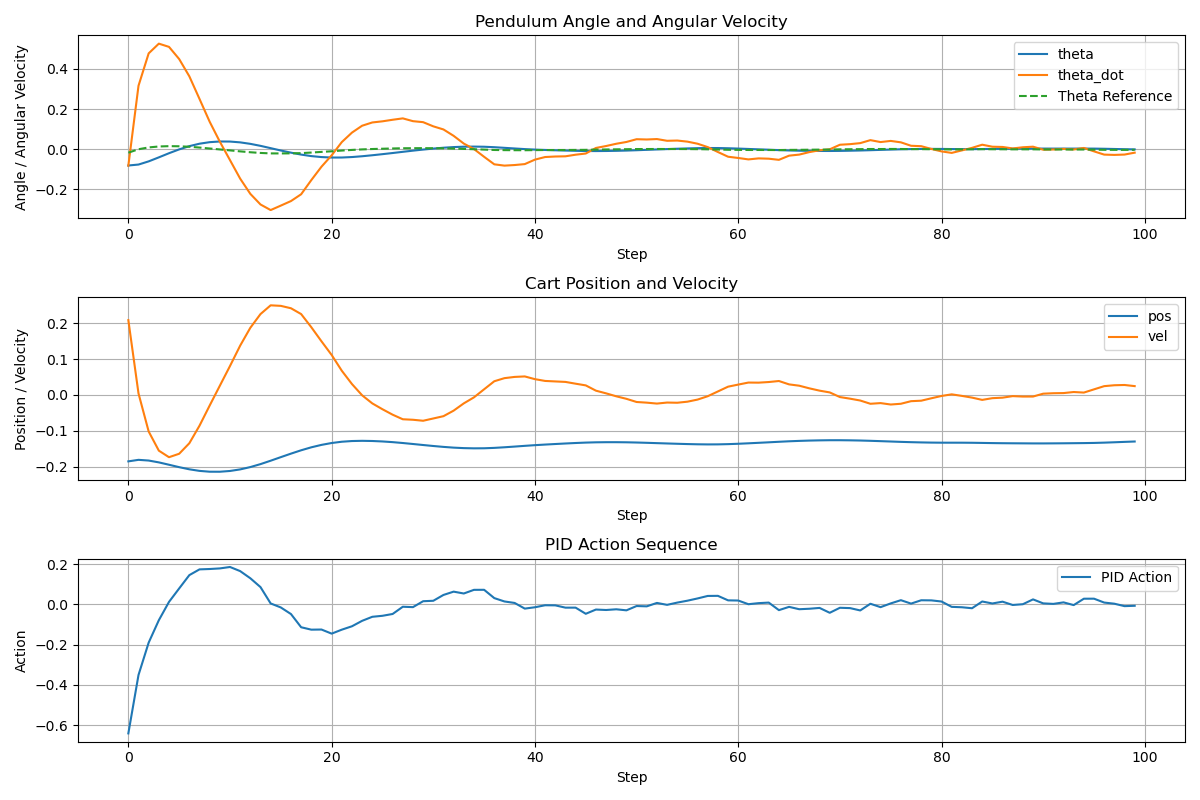 Pendulum Angle and Angular Velocity
Angle / Angular Velocity
0.4
0.2
0.0
−0.2
theta
theta_dot
Theta Reference
0 20 40 60 80 100
Step
Cart Position and Velocity
Position / Velocity
0.2
0.1
0.0
−0.1
−0.2
pos
vel
0 20 40 60 80 100
Step
PID Action Sequence
Action
0.2
0.0
−0.2
−0.4
−0.6
PID Action
0 20 40 60 80 100
Step